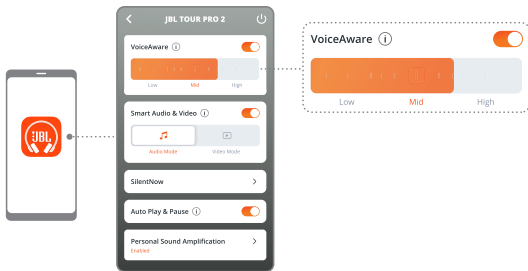 JBL
JBL TOUR PRO 2
VoiceAware i
Low Mid High
Smart Audio & Video i
Audio Mode Video Mode
SilentNow
Auto Play & Pause i
Personal Sound Amplification
Enabled
VoiceAware i
Low Mid High